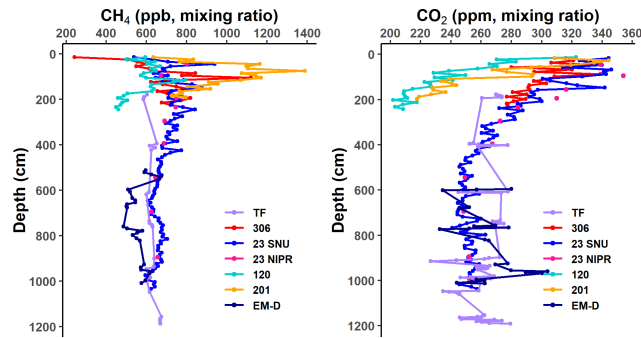 CH₄ (ppb, mixing ratio)
200 400 600 800 1000 1200 1400
Depth (cm)
0
200
400
600
800
1000
1200
TF
306
23 SNU
23 NIPR
120
201
EM-D
CO₂ (ppm, mixing ratio)
200 220 240 260 280 300 320 340 360
Depth (cm)
0
200
400
600
800
1000
1200
TF
306
23 SNU
23 NIPR
120
201
EM-D